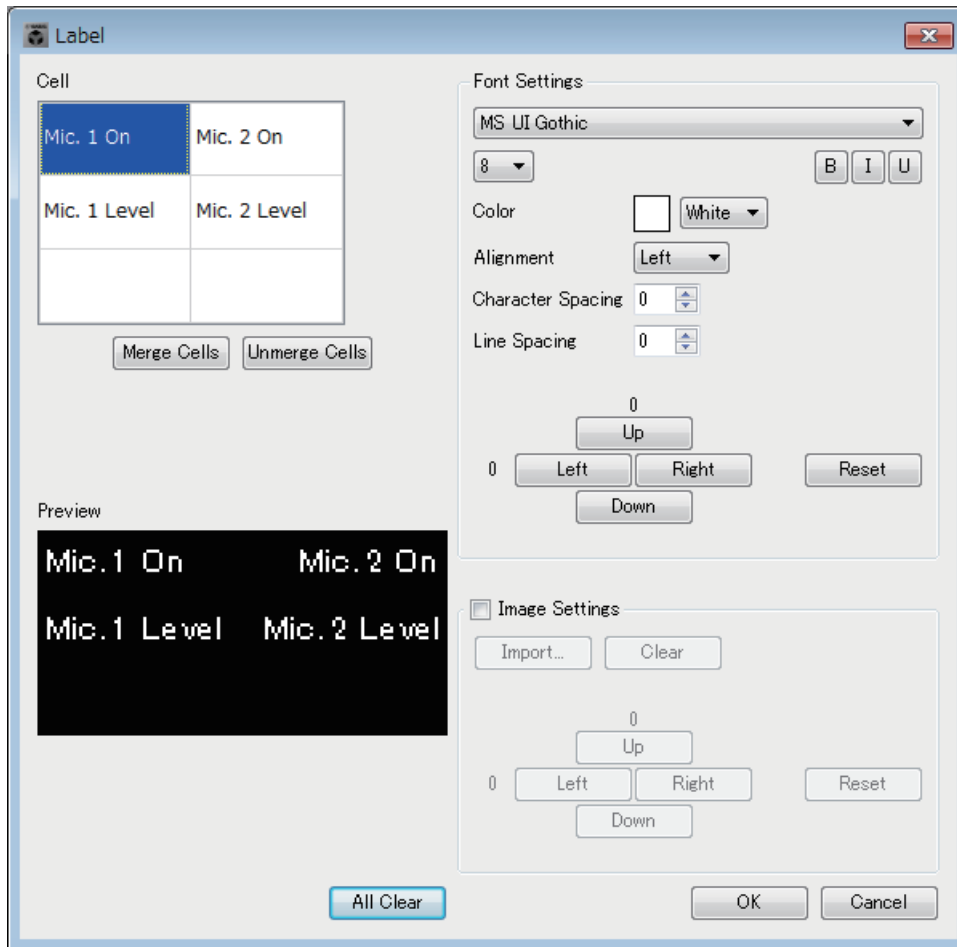 Label
Cell
Mic. 1 On
Mic. 2 On
Mic. 1 Level
Mic. 2 Level
Merge Cells
Unmerge Cells
Preview
Mic.1 On
Mic.2 On
Mic.1 Level
Mic.2 Level
All Clear
Font Settings
MS UI Gothic
8
B I U
Color
White
Alignment
Left
Character Spacing
0
Line Spacing
0
0
Up
0
Left
Right
Reset
Down
Image Settings
Import...
Clear
0
Up
0
Left
Right
Reset
Down
OK
Cancel